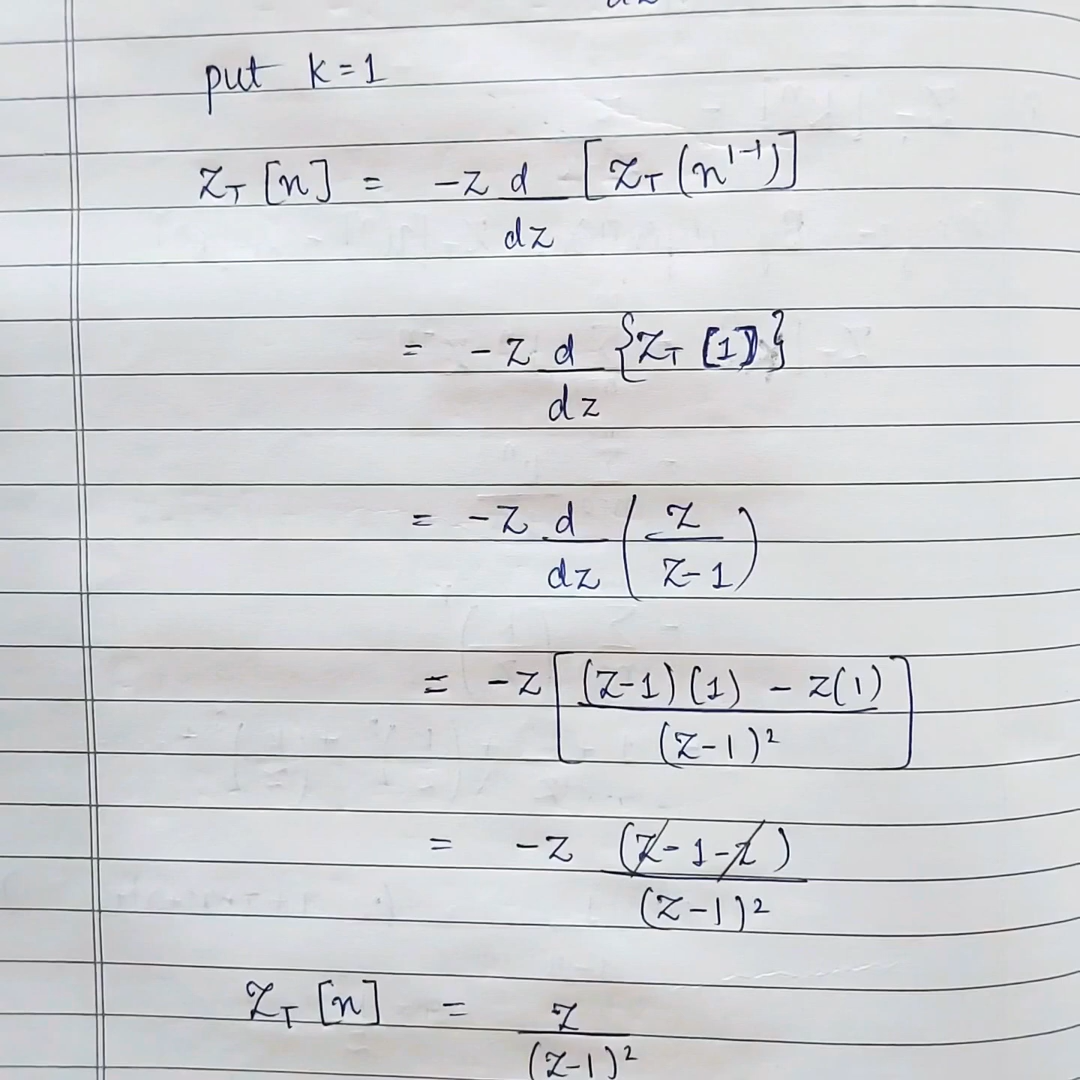 put k=1
Z_T [n] = -z d/dz [Z_T (n^{1-1})]
= -z d/dz {Z_T [1]}
= -z d/dz (z/(z-1))
= -z [((z-1)(1) - z(1))/(z-1)²]
= -z (z-1-z)/(z-1)²
Z_T [n] = z/(z-1)²